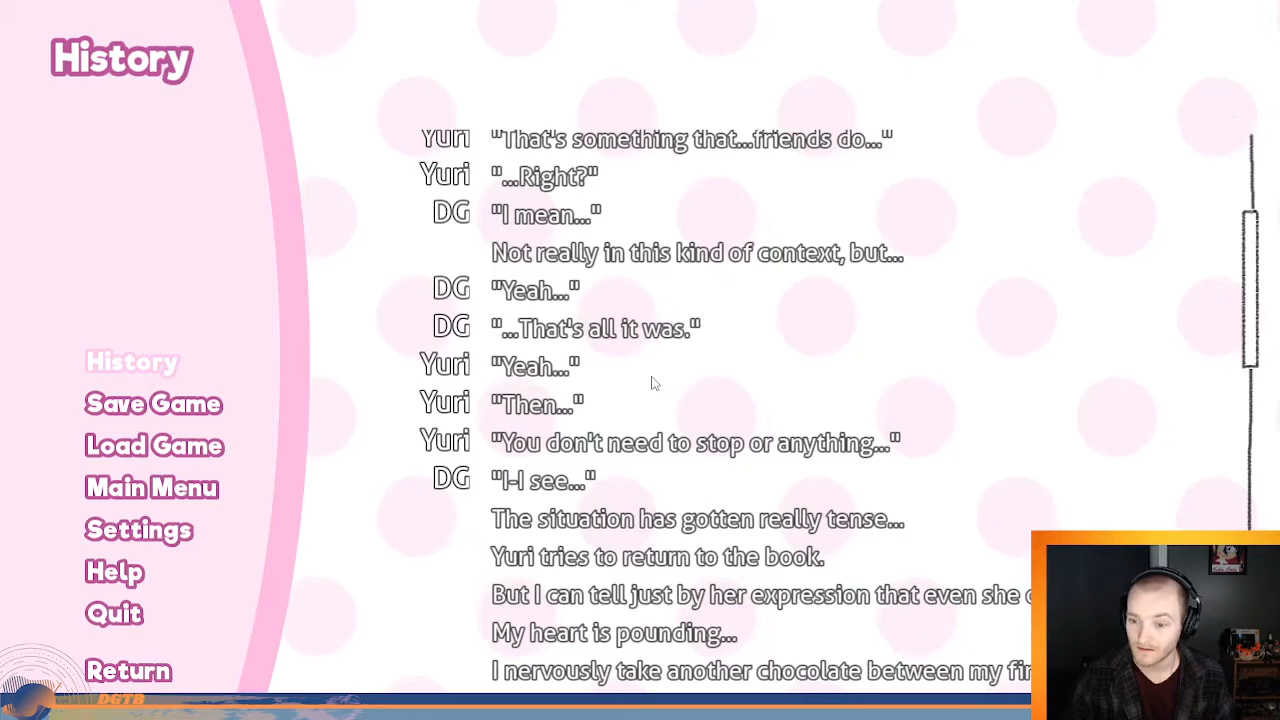 History
Yuri "That's something that...friends do..."
Yuri "...Right?"
DG "I mean..."
Not really in this kind of context, but...
DG "Yeah..."
DG "...That's all it was."
Yuri "Yeah..."
Yuri "Then..."
Yuri "You don't need to stop or anything..."
DG "I-I see..."
The situation has gotten really tense...
Yuri tries to return to the book.
But I can tell just by her expression that even she
My heart is pounding...
I nervously take another chocolate between my
History
Save Game
Load Game
Main Menu
Settings
Help
Quit
Return
DGTB